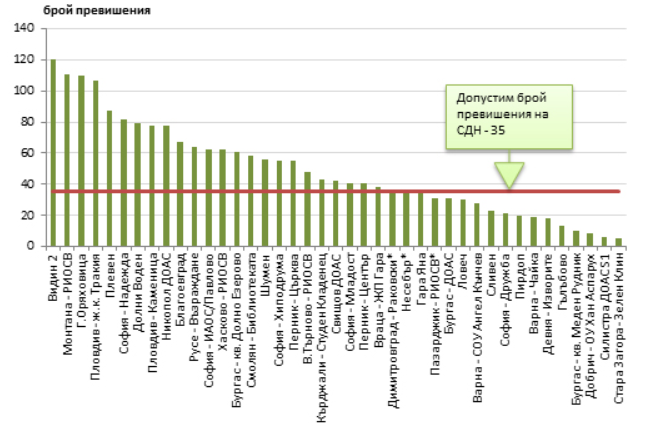 брой превишения
140
120
100
80
60
40
20
0
Допустим брой
превишения на
СДН - 35
Видин 2
Монтана - РИОСВ
Г.Оряховица
Пловдив - ж.к. Тракия
Плевен
София - Надежда
Долни Воден
Пловдив - Каменица
Никопол ДОАС
Благоевград
Русе - Възраждане
София - ИАОС/Павлово
Хасково - РИОСВ
Бургас - кв. Долно Езерово
Смолян - Библиотеката
Шумен
София - Хиподрума
Перник - Църква
В.Търново - РИОСВ
Кърджали - Студен Кладенец
Свищов ДОАС
София - Младост
Перник - Център
Враца - ЖП Гара
Димитровград - Раковски*
Несебър*
Гара Яна
Пазарджик - РИОСВ*
Бургас - ДОАС
Ловеч
Варна - СОУ Ангел Кънчев
Сливен
София - Дружба
Пирдоп
Варна - Чайка
Девня - Изворите
Гълъбово
Бургас - кв. Меден Рудник
Добрич - ОУ Хан Аспарух
Силистра ДОАС51
Стара Загора - Зелен Клин